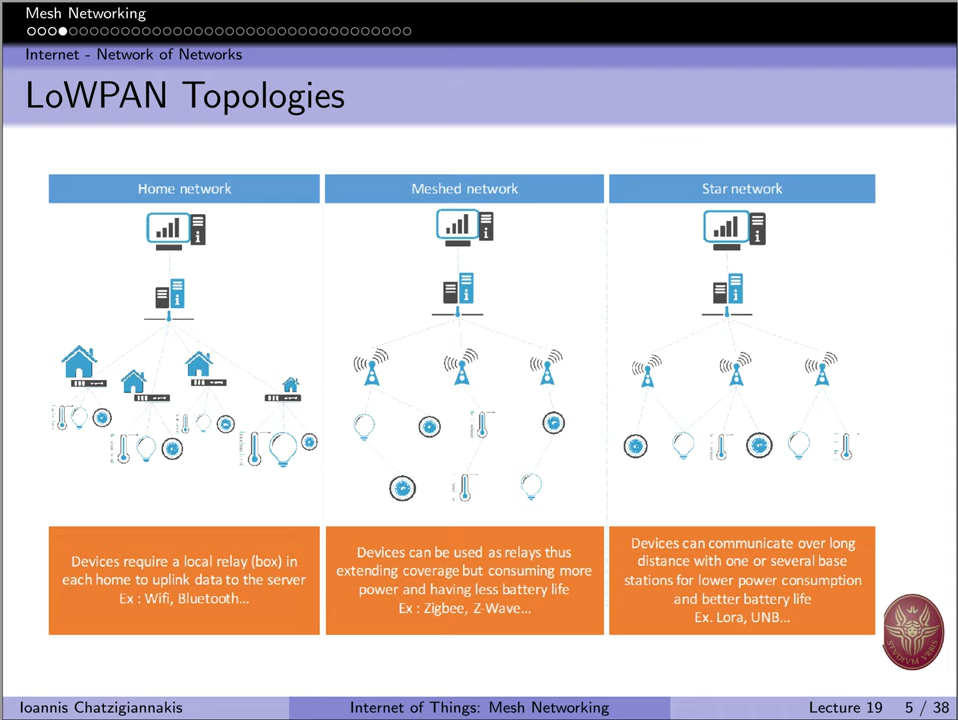 Mesh Networking
Internet - Network of Networks
LoWPAN Topologies
Home network
Meshed network
Star network
Devices require a local relay (box) in
each home to uplink data to the server
Ex : Wifi, Bluetooth...
Devices can be used as relays thus
extending coverage but consuming more
power and having less battery life
Ex : Zigbee, Z-Wave...
Devices can communicate over long
distance with one or several base
stations for lower power consumption
and better battery life
Ex. Lora, UNB...
STVDIVM VRBIS
Ioannis Chatzigiannakis
Internet of Things: Mesh Networking
Lecture 19
5 / 38